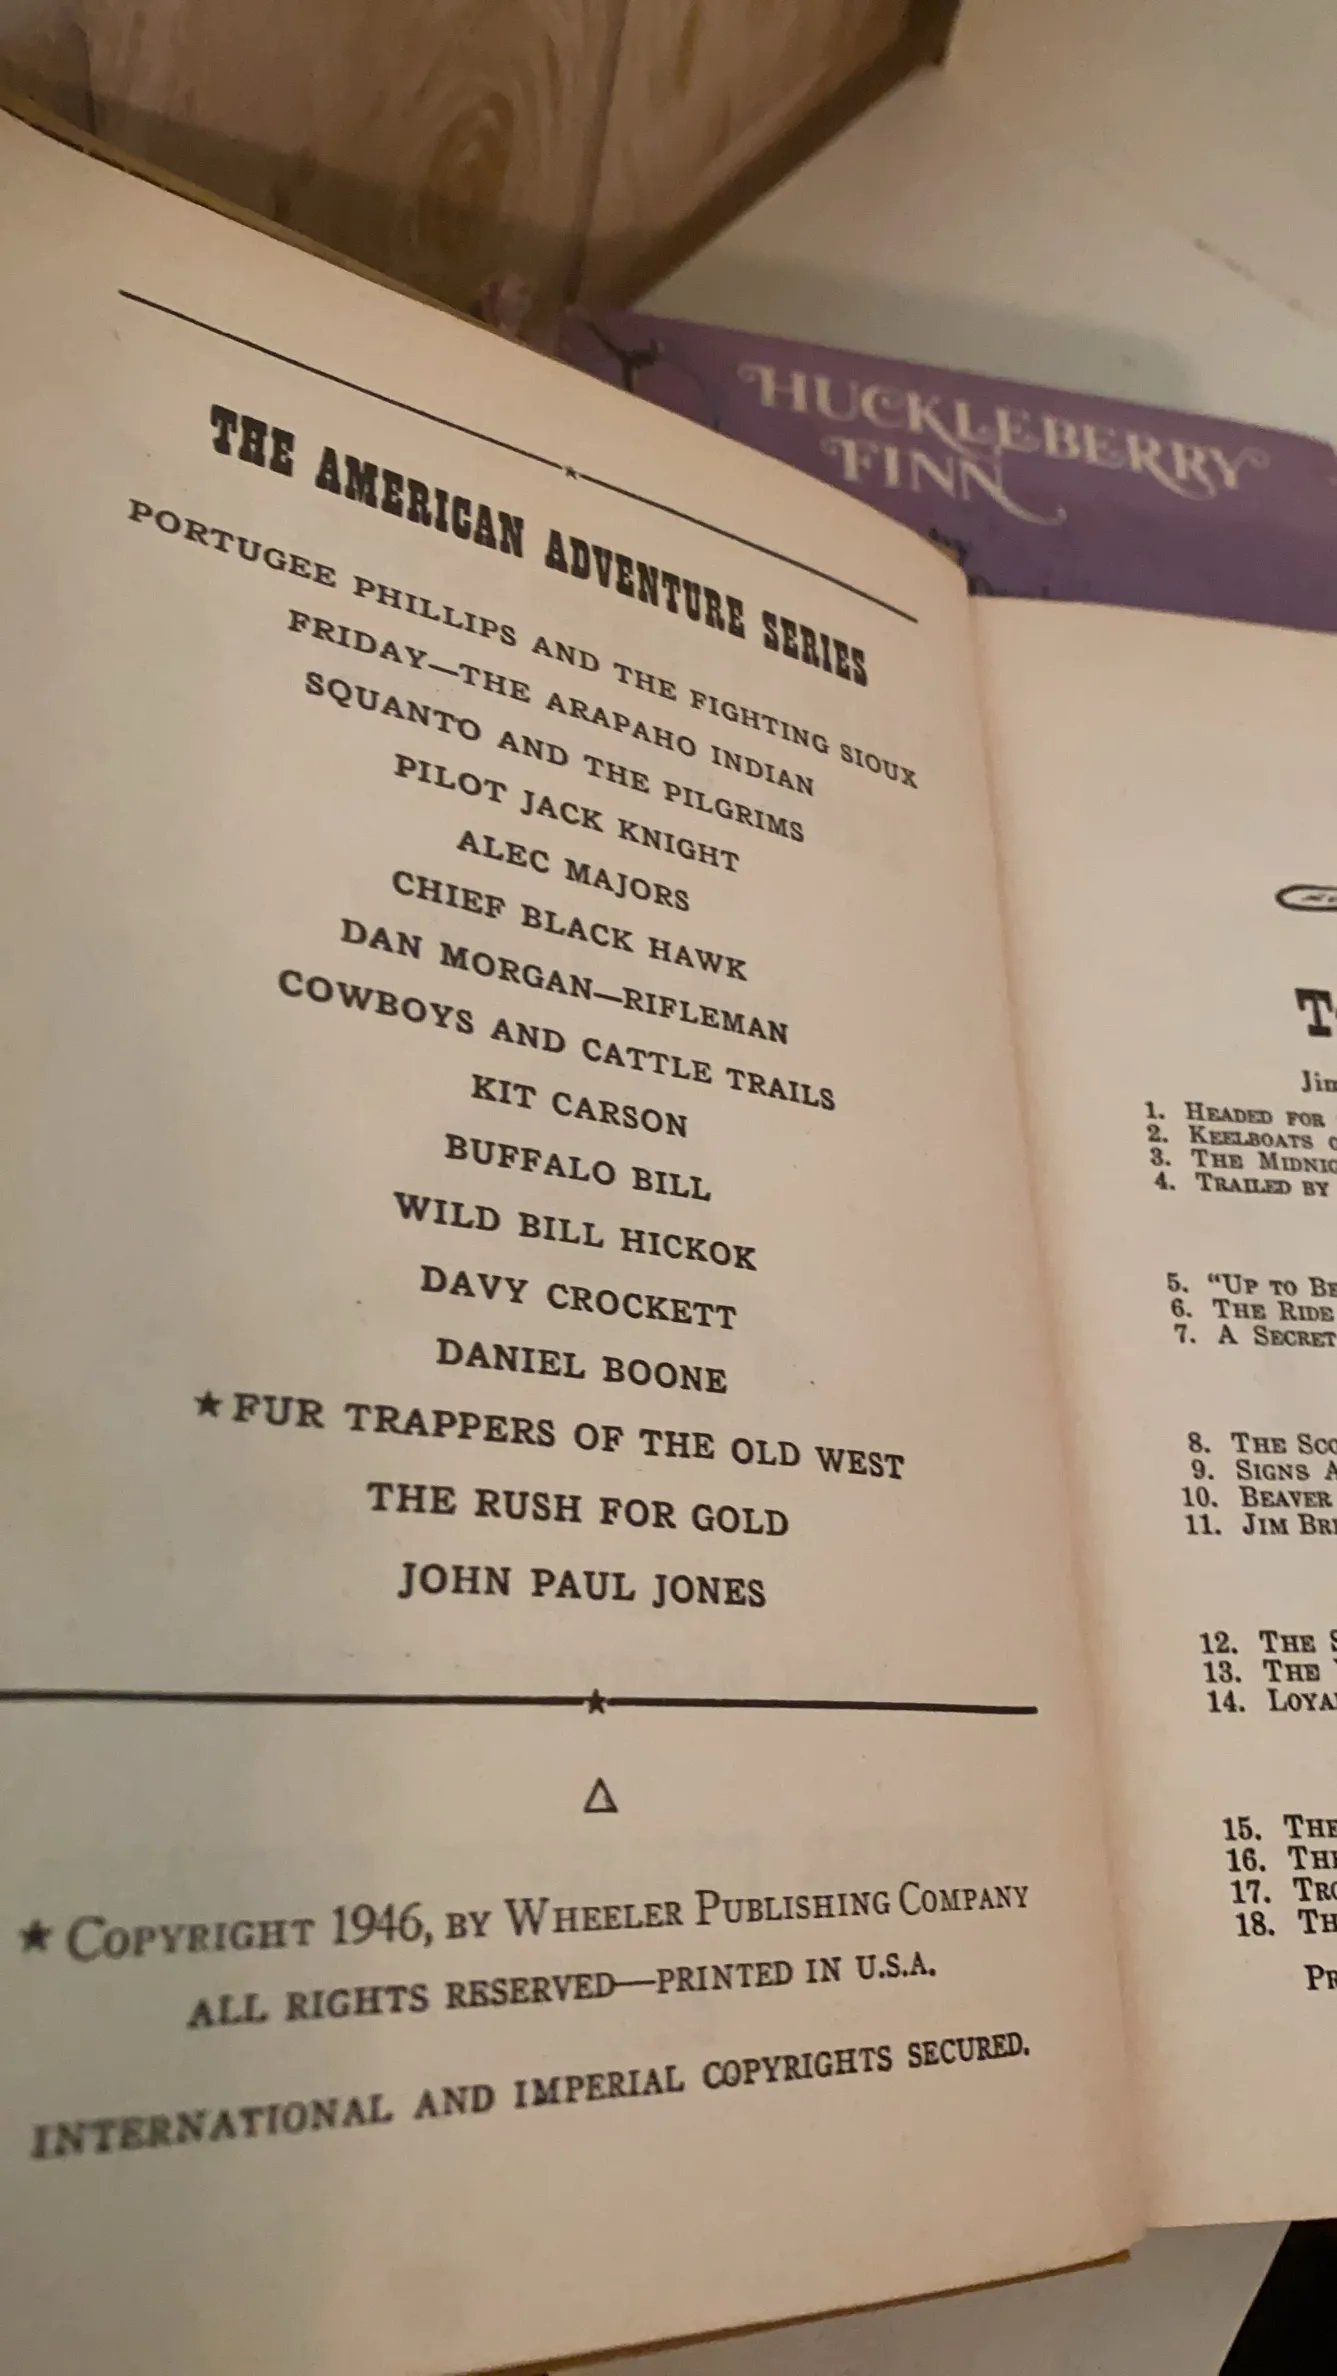 HUCKLEBERRY
FINN
THE AMERICAN ADVENTURE SERIES
PORTUGEE PHILLIPS AND THE FIGHTING SIOUX
FRIDAY—THE ARAPAHO INDIAN
SQUANTO AND THE PILGRIMS
PILOT JACK KNIGHT
ALEC MAJORS
CHIEF BLACK HAWK
DAN MORGAN—RIFLEMAN
COWBOYS AND CATTLE TRAILS
KIT CARSON
BUFFALO BILL
WILD BILL HICKOK
DAVY CROCKETT
DANIEL BOONE
★ FUR TRAPPERS OF THE OLD WEST
THE RUSH FOR GOLD
JOHN PAUL JONES
★ COPYRIGHT 1946, BY WHEELER PUBLISHING COMPANY
ALL RIGHTS RESERVED—PRINTED IN U.S.A.
INTERNATIONAL AND IMPERIAL COPYRIGHTS SECURED.
Jim
1. HEADED FOR
2. KEELBOATS
3. THE
4. TRAILED BY
5. "UP TO
6. THE RIDE
7. A SECRET
8. THE
9. SIGNS
10. BEAVER
11. JIM
12. THE
13. THE
14.
15. THE
16. THE
17.
18.